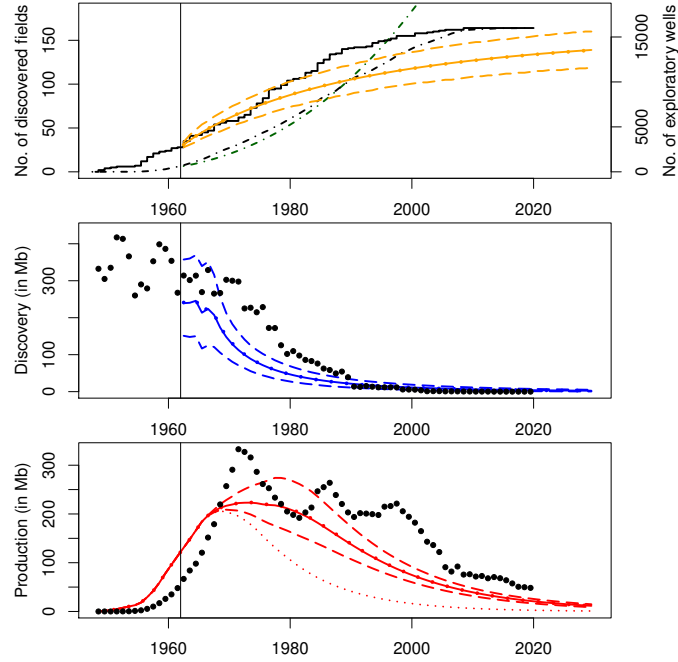 No. of discovered fields
150
100
50
0
15000
5000
0
No. of exploratory wells
1960 1980 2000 2020
Discovery (in Mb)
300
100
0
1960 1980 2000 2020
Production (in Mb)
300
200
100
0
1960 1980 2000 2020